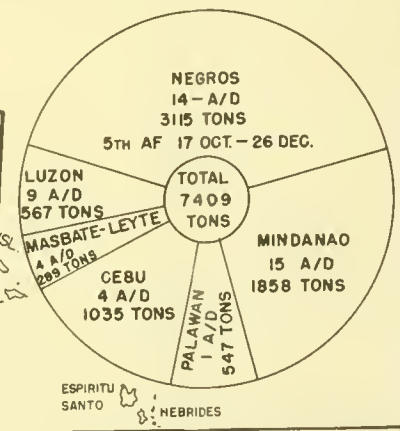 NEGROS
14 - A/D
3115 TONS
5TH AF 17 OCT. - 26 DEC.
LUZON
9 A/D
567 TONS
TOTAL
7409
TONS
MASBATE-LEYTE
4 A/D
289 TONS
MINDANAO
15 A/D
1858 TONS
CEBU
4 A/D
1035 TONS
PALAWAN
1 A/D
547 TONS
ESPIRITU
SANTO
HEBRIDES